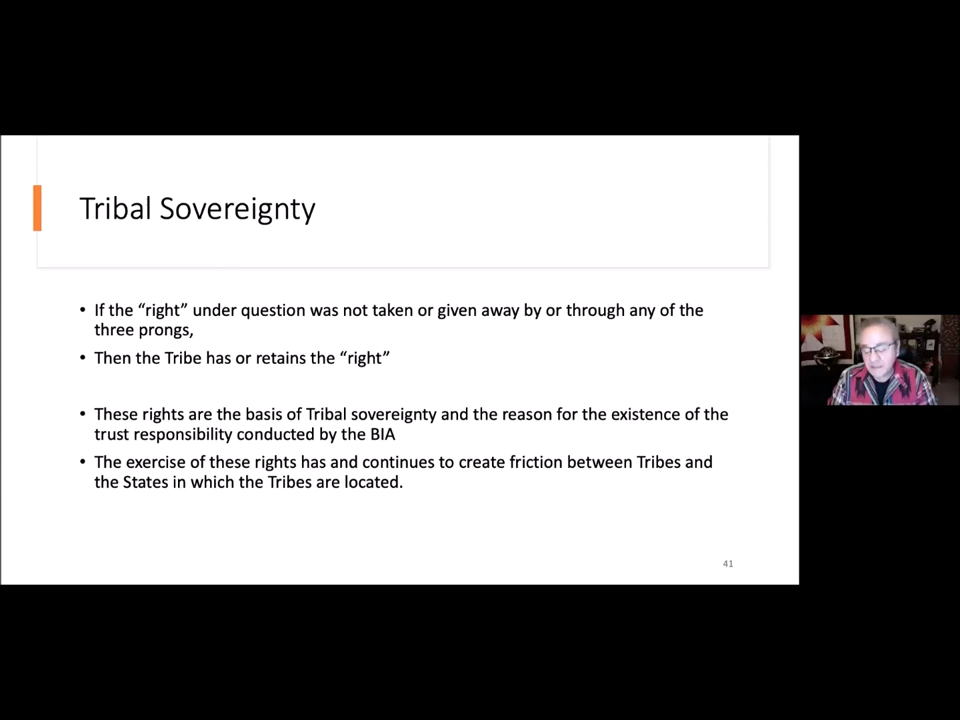 Tribal Sovereignty
• If the “right” under question was not taken or given away by or through any of the
three prongs,
• Then the Tribe has or retains the “right”
• These rights are the basis of Tribal sovereignty and the reason for the existence of the
trust responsibility conducted by the BIA
• The exercise of these rights has and continues to create friction between Tribes and
the States in which the Tribes are located.
41